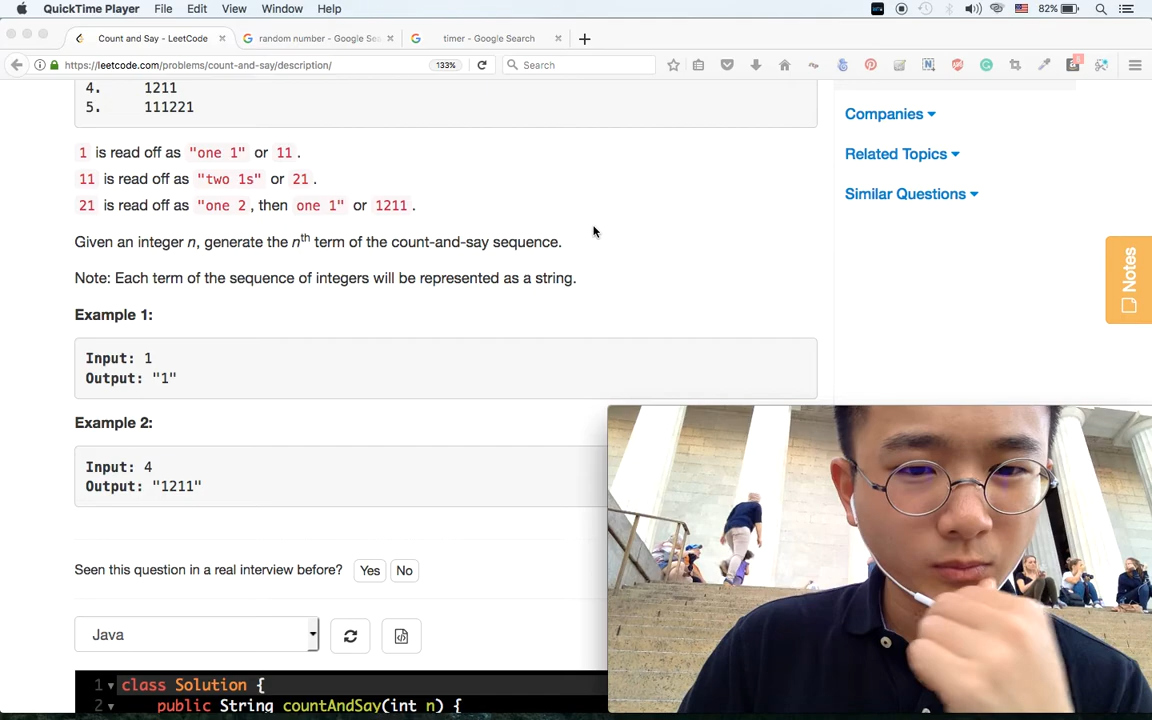 QuickTime Player File Edit View Window Help 82%
Count and Say - LeetCode × random number - Google Sea × timer - Google Search ×
https://leetcode.com/problems/count-and-say/description/ 133% Search
4. 1211
5. 111221
1 is read off as "one 1" or 11.
11 is read off as "two 1s" or 21.
21 is read off as "one 2, then one 1" or 1211.
Given an integer n, generate the nth term of the count-and-say sequence.
Note: Each term of the sequence of integers will be represented as a string.
Example 1:
Input: 1
Output: "1"
Example 2:
Input: 4
Output: "1211"
Seen this question in a real interview before? Yes No
Java
1 class Solution {
2 public String countAndSay(int n) {
Companies
Related Topics
Similar Questions
Notes